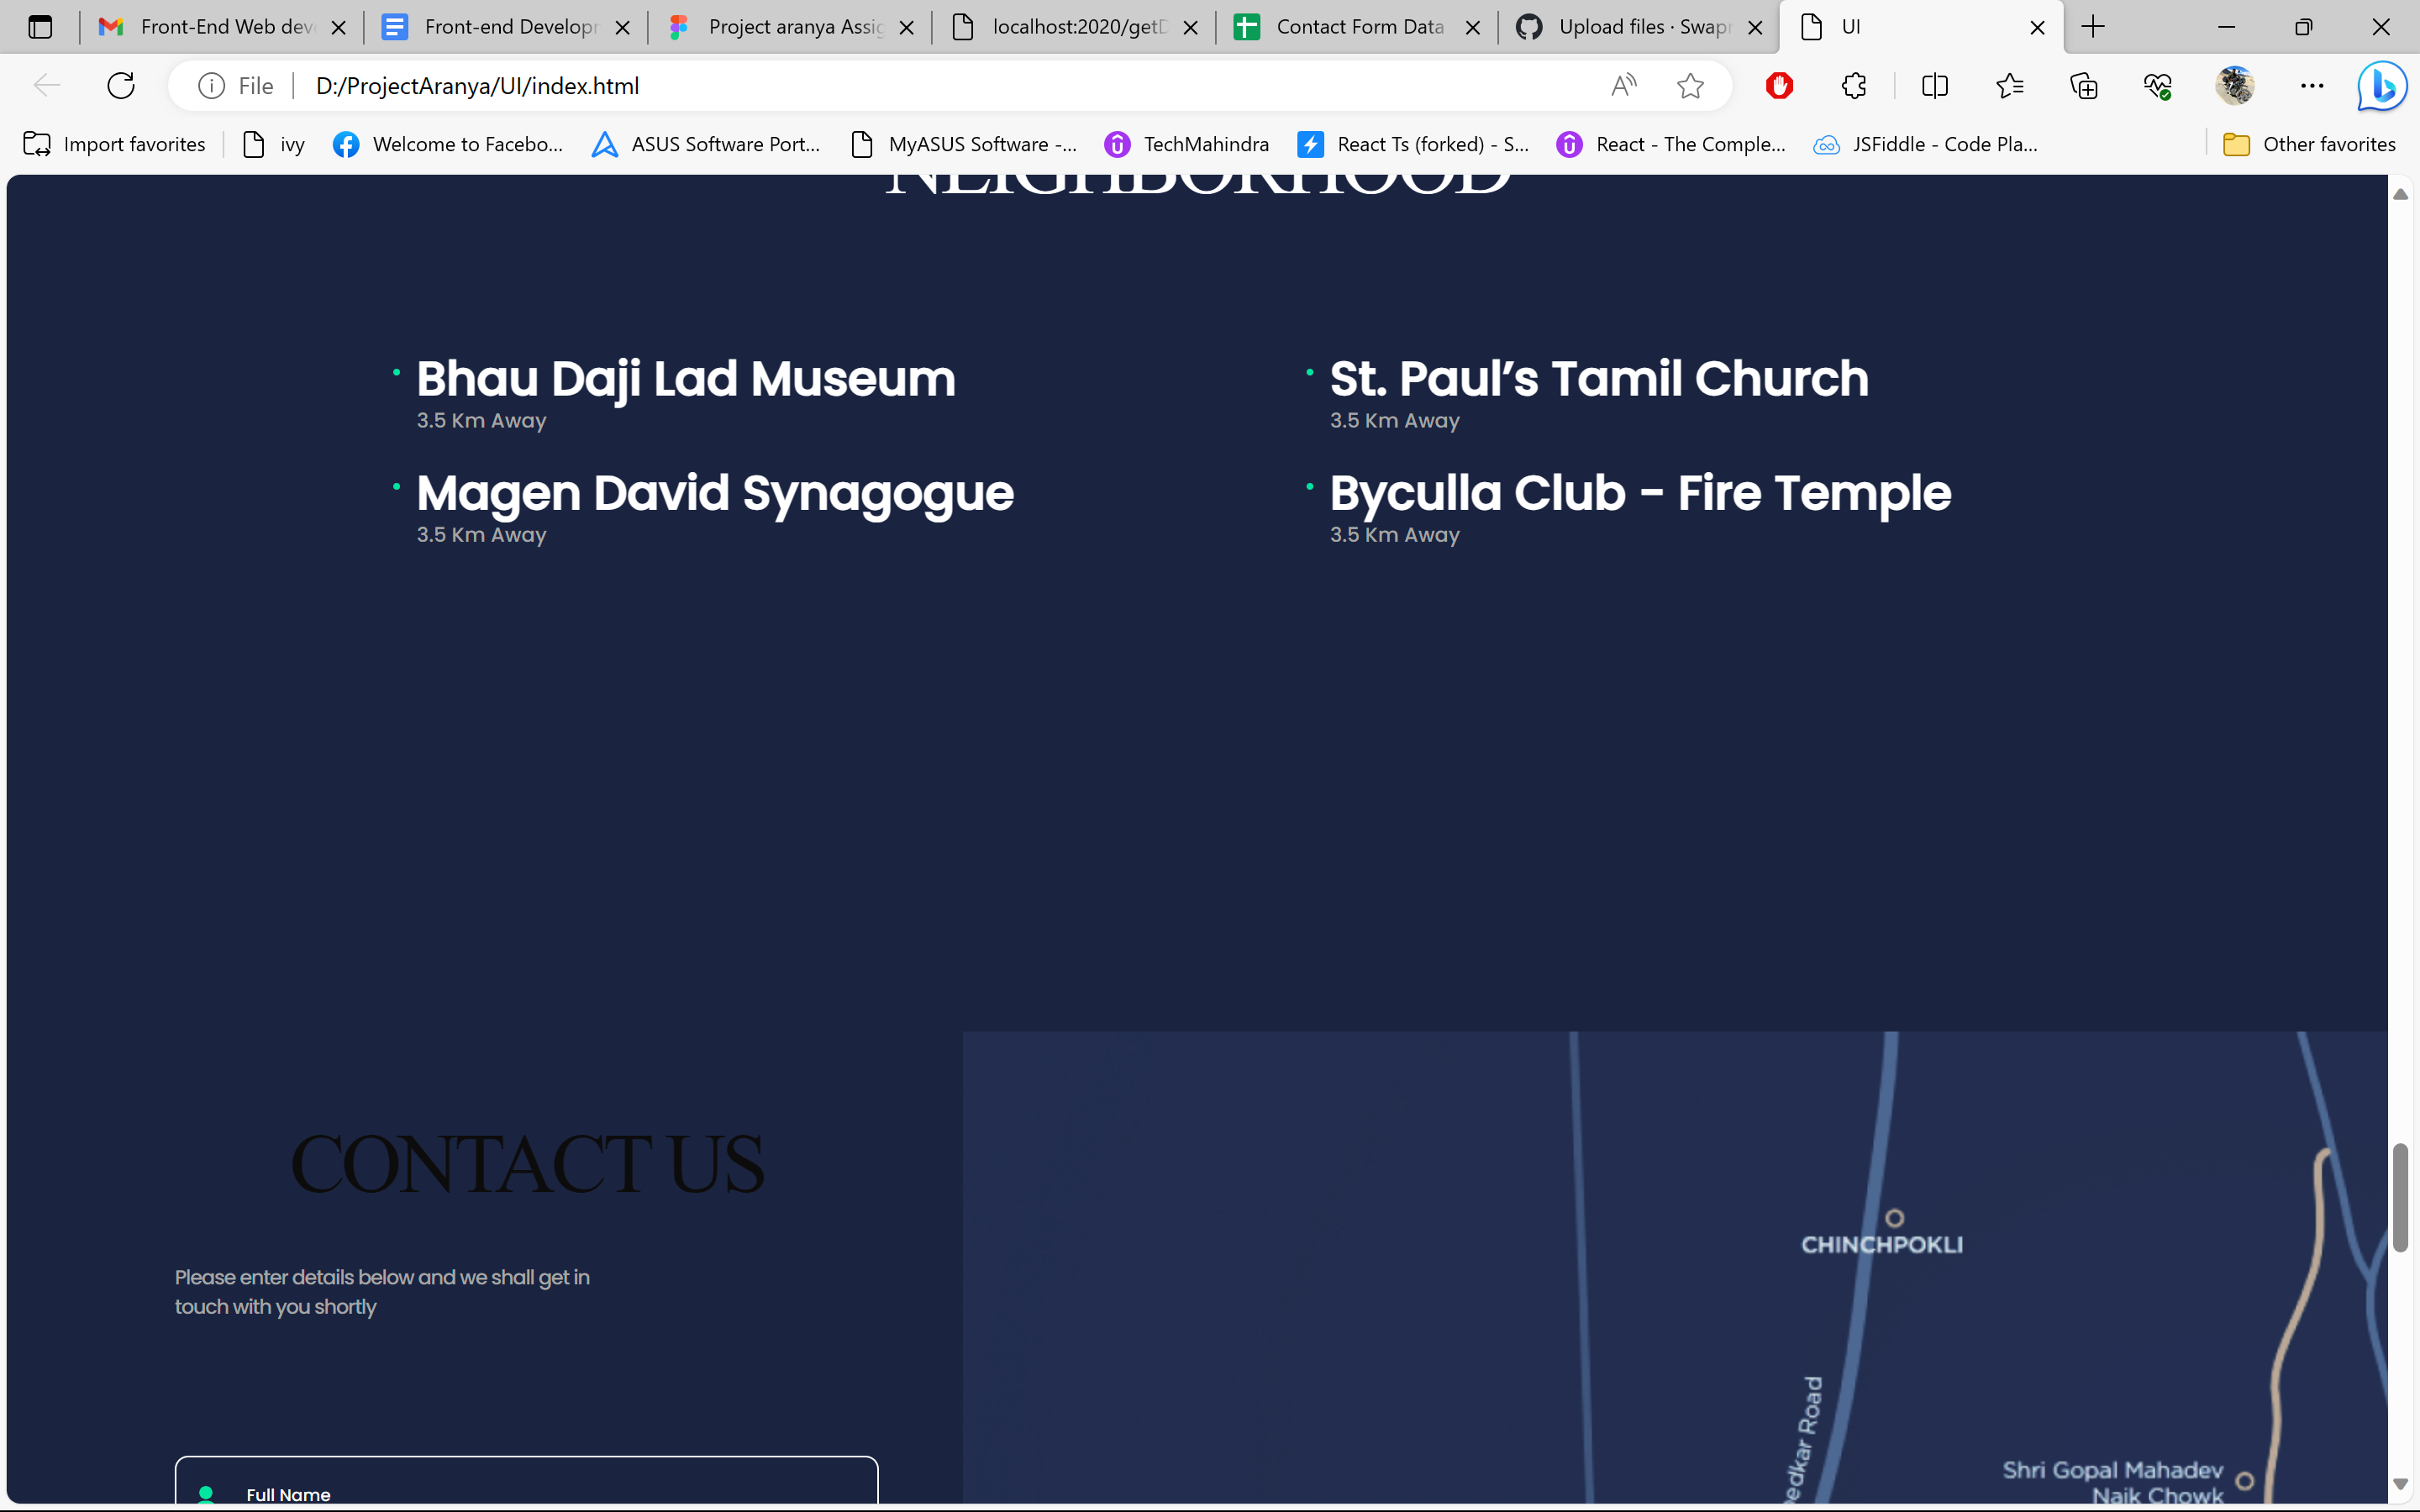 Front-End Web dev
Front-end Developr
Project aranya Assig
localhost:2020/getD
Contact Form Data
Upload files · Swapr
UI
File
D:/ProjectAranya/UI/index.html
Import favorites
ivy
Welcome to Facebo...
ASUS Software Port...
MyASUS Software -...
TechMahindra
React Ts (forked) - S...
React - The Comple...
JSFiddle - Code Pla...
Other favorites
NEIGHBORHOOD
Bhau Daji Lad Museum
3.5 Km Away
St. Paul’s Tamil Church
3.5 Km Away
Magen David Synagogue
3.5 Km Away
Byculla Club - Fire Temple
3.5 Km Away
CONTACT US
Please enter details below and we shall get in
touch with you shortly
Full Name
CHINCHPOKLI
edkar Road
Shri Gopal Mahadev
Naik Chowk